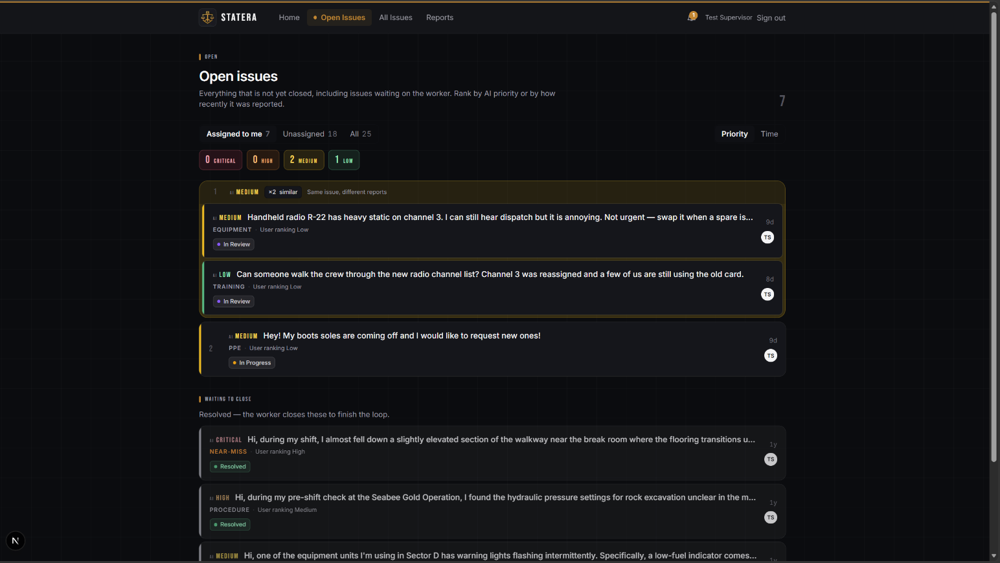 STATERA Home Open Issues All Issues Reports 1 Test Supervisor Sign out
OPEN
Open issues
Everything that is not yet closed, including issues waiting on the worker. Rank by AI priority or by how
recently it was reported.
7
Assigned to me 7 Unassigned 18 All 25 Priority Time
0 CRITICAL 0 HIGH 2 MEDIUM 1 LOW
1 AI MEDIUM ×2 similar Same issue, different reports
AI MEDIUM Handheld radio R-22 has heavy static on channel 3. I can still hear dispatch but it is annoying. Not urgent — swap it when a spare is...
9d
EQUIPMENT · User ranking Low
TS
In Review
AI LOW Can someone walk the crew through the new radio channel list? Channel 3 was reassigned and a few of us are still using the old card.
8d
TRAINING · User ranking Low
TS
In Review
AI MEDIUM Hey! My boots soles are coming off and I would like to request new ones!
9d
2 PPE · User ranking Low
TS
In Progress
WAITING TO CLOSE
Resolved — the worker closes these to finish the loop.
AI CRITICAL Hi, during my shift, I almost fell down a slightly elevated section of the walkway near the break room where the flooring transitions u...
1y
NEAR-MISS · User ranking High
TS
Resolved
AI HIGH Hi, during my pre-shift check at the Seabee Gold Operation, I found the hydraulic pressure settings for rock excavation unclear in the m...
1y
PROCEDURE · User ranking Medium
TS
Resolved
N
AI MEDIUM Hi, one of the equipment units I'm using in Sector D has warning lights flashing intermittently. Specifically, a low-fuel indicator comes...
1y